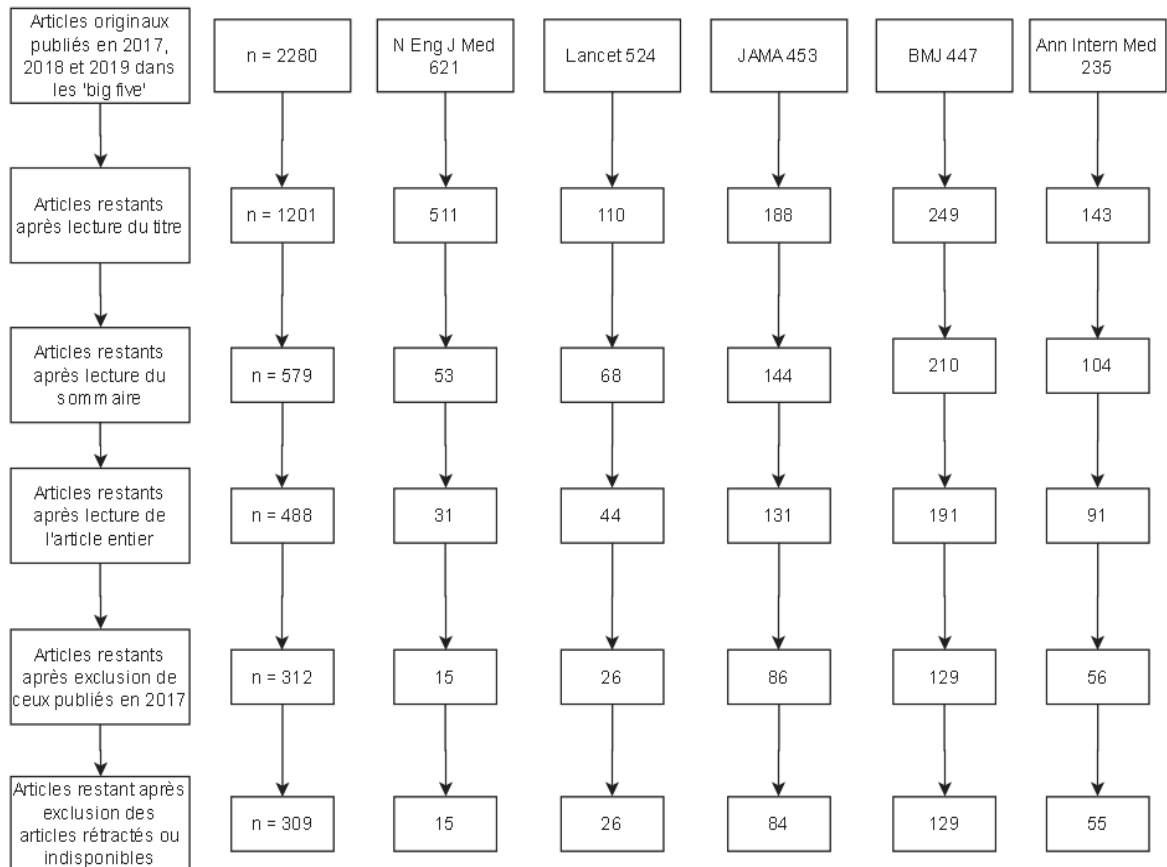 Articles originaux
publiés en 2017,
2018 et 2019 dans
les 'big five'
n = 2280
N Eng J Med
621
Lancet 524
JAMA 453
BMJ 447
Ann Intern Med
235
Articles restants
après lecture du titre
n = 1201
511
110
188
249
143
Articles restants
après lecture du
sommaire
n = 579
53
68
144
210
104
Articles restants
après lecture de
l'article entier
n = 488
31
44
131
191
91
Articles restants
après exclusion de
ceux publiés en 2017
n = 312
15
26
86
129
56
Articles restant après
exclusion des
articles rétractés ou
indisponibles
n = 309
15
26
84
129
55